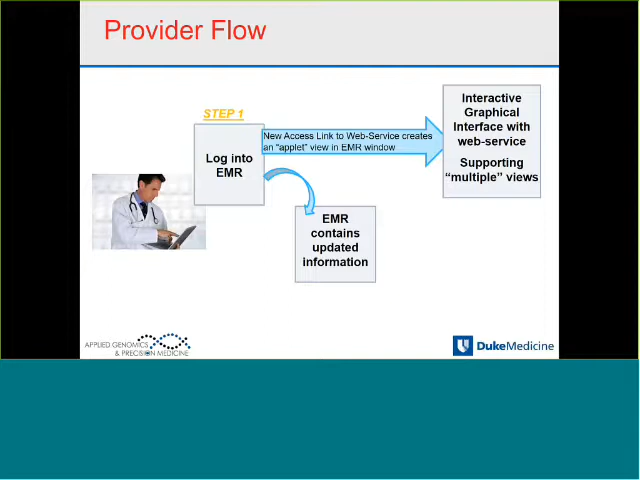 Provider Flow
STEP 1
Log into
EMR
New Access Link to Web-Service creates
an “applet” view in EMR window
Interactive
Graphical
Interface with
web-service
Supporting
“multiple” views
EMR
contains
updated
information
APPLIED GENOMICS
& PRECISION MEDICINE
DukeMedicine